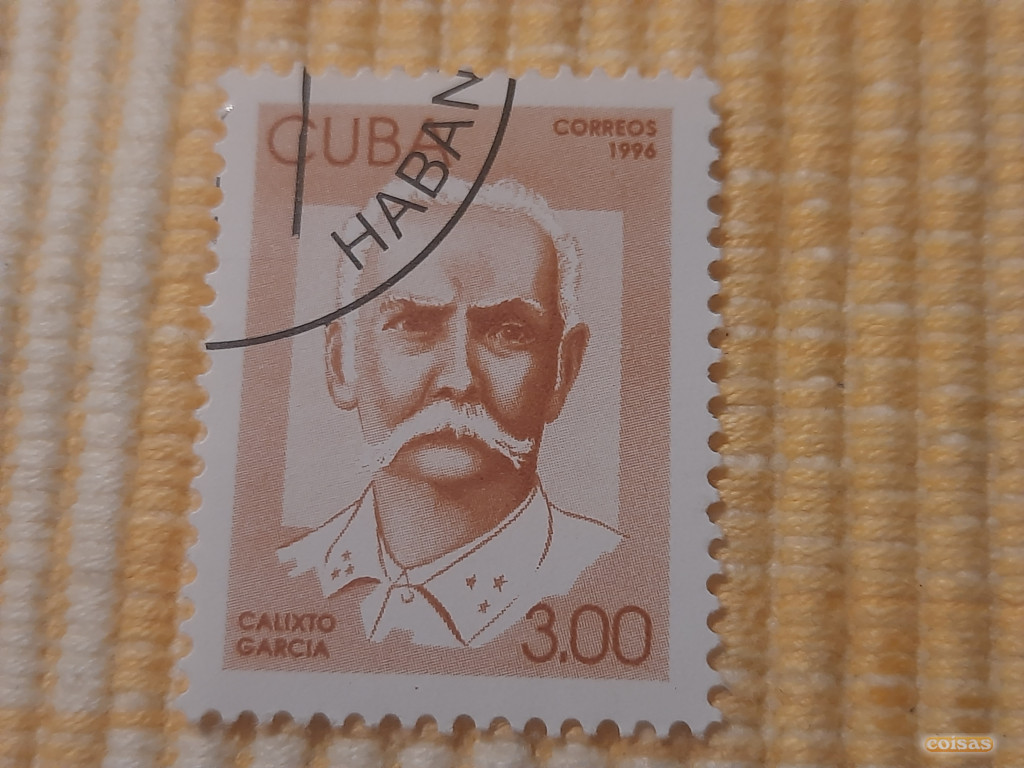 CUBA
CORREOS
1996
HABAN
CALIXTO
GARCIA
3.00
coisas